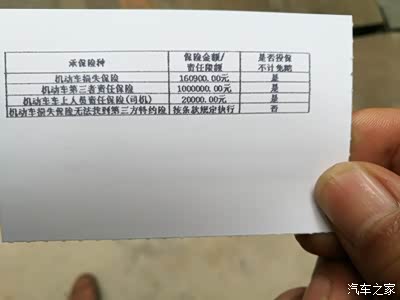 承保险种 保险金额/责任限额 是否投保不计免赔
机动车损失保险 160900.00元 是
机动车第三者责任保险 1000000.00元 是
机动车车上人员责任保险(司机) 20000.00元 是
机动车损失保险无法找到第三方特约险 按条款规定执行 否
汽车之家